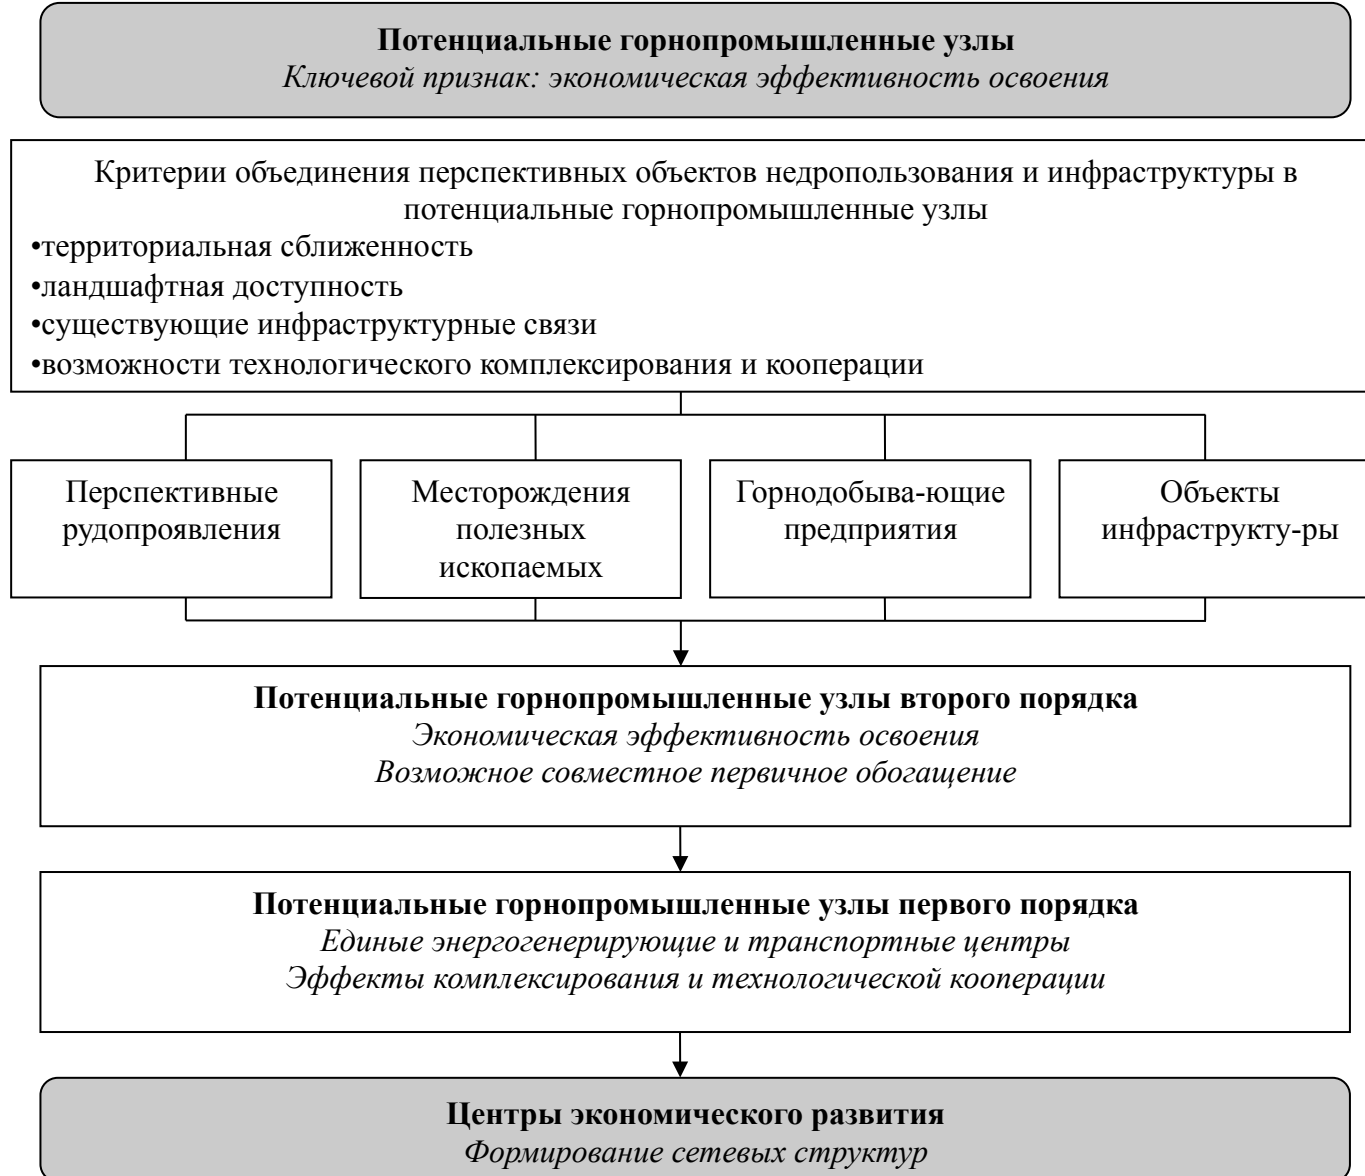 Потенциальные горнопромышленные узлы
Ключевой признак: экономическая эффективность освоения
Критерии объединения перспективных объектов недропользования и инфраструктуры в
потенциальные горнопромышленные узлы
•территориальная сближенность
•ландшафтная доступность
•существующие инфраструктурные связи
•возможности технологического комплексирования и кооперации
Перспективные
рудопроявления
Месторождения
полезных
ископаемых
Горнодобыва-ющие
предприятия
Объекты
инфраструкту-ры
Потенциальные горнопромышленные узлы второго порядка
Экономическая эффективность освоения
Возможное совместное первичное обогащение
Потенциальные горнопромышленные узлы первого порядка
Единые энергогенерирующие и транспортные центры
Эффекты комплексирования и технологической кооперации
Центры экономического развития
Формирование сетевых структур